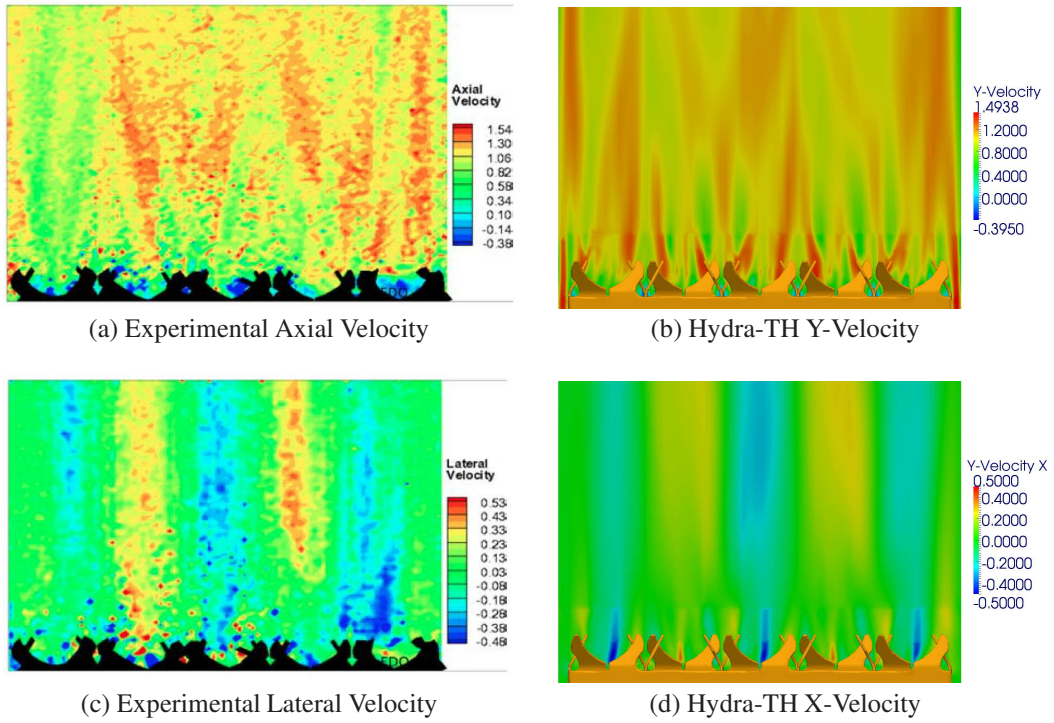 Axial
Velocity
1.54
1.30
1.06
0.82
0.58
0.34
0.10
-0.14
-0.38
EDO
(a) Experimental Axial Velocity
Y-Velocity
1.4938
1.2000
0.8000
0.4000
0.0000
-0.3950
(b) Hydra-TH Y-Velocity
Lateral
Velocity
0.53
0.43
0.33
0.23
0.13
0.03
-0.08
-0.18
-0.28
-0.38
-0.48
EDO
(c) Experimental Lateral Velocity
Y-Velocity X
0.5000
0.4000
0.2000
0.0000
-0.2000
-0.4000
-0.5000
(d) Hydra-TH X-Velocity